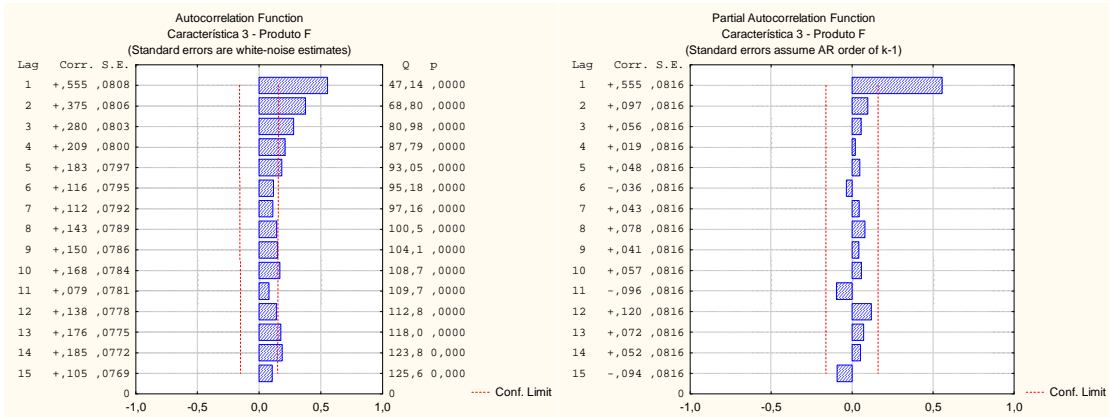 Autocorrelation Function
Característica 3 - Produto F
(Standard errors are white-noise estimates)
Lag Corr. S.E. Q p
1 +,555 ,0808 47,14 ,0000
2 +,375 ,0806 68,80 ,0000
3 +,280 ,0803 80,98 ,0000
4 +,209 ,0800 87,79 ,0000
5 +,183 ,0797 93,05 ,0000
6 +,116 ,0795 95,18 ,0000
7 +,112 ,0792 97,16 ,0000
8 +,143 ,0789 100,5 ,0000
9 +,150 ,0786 104,1 ,0000
10 +,168 ,0784 108,7 ,0000
11 +,079 ,0781 109,7 ,0000
12 +,138 ,0778 112,8 ,0000
13 +,176 ,0775 118,0 ,0000
14 +,185 ,0772 123,8 0,000
15 +,105 ,0769 125,6 0,000
0 0
-1,0 -0,5 0,0 0,5 1,0
Conf. Limit
Partial Autocorrelation Function
Característica 3 - Produto F
(Standard errors assume AR order of k-1)
Lag Corr. S.E.
1 +,555 ,0816
2 +,097 ,0816
3 +,056 ,0816
4 +,019 ,0816
5 +,048 ,0816
6 -,036 ,0816
7 +,043 ,0816
8 +,078 ,0816
9 +,041 ,0816
10 +,057 ,0816
11 -,096 ,0816
12 +,120 ,0816
13 +,072 ,0816
14 +,052 ,0816
15 -,094 ,0816
0 0
-1,0 -0,5 0,0 0,5 1,0
Conf. Limit